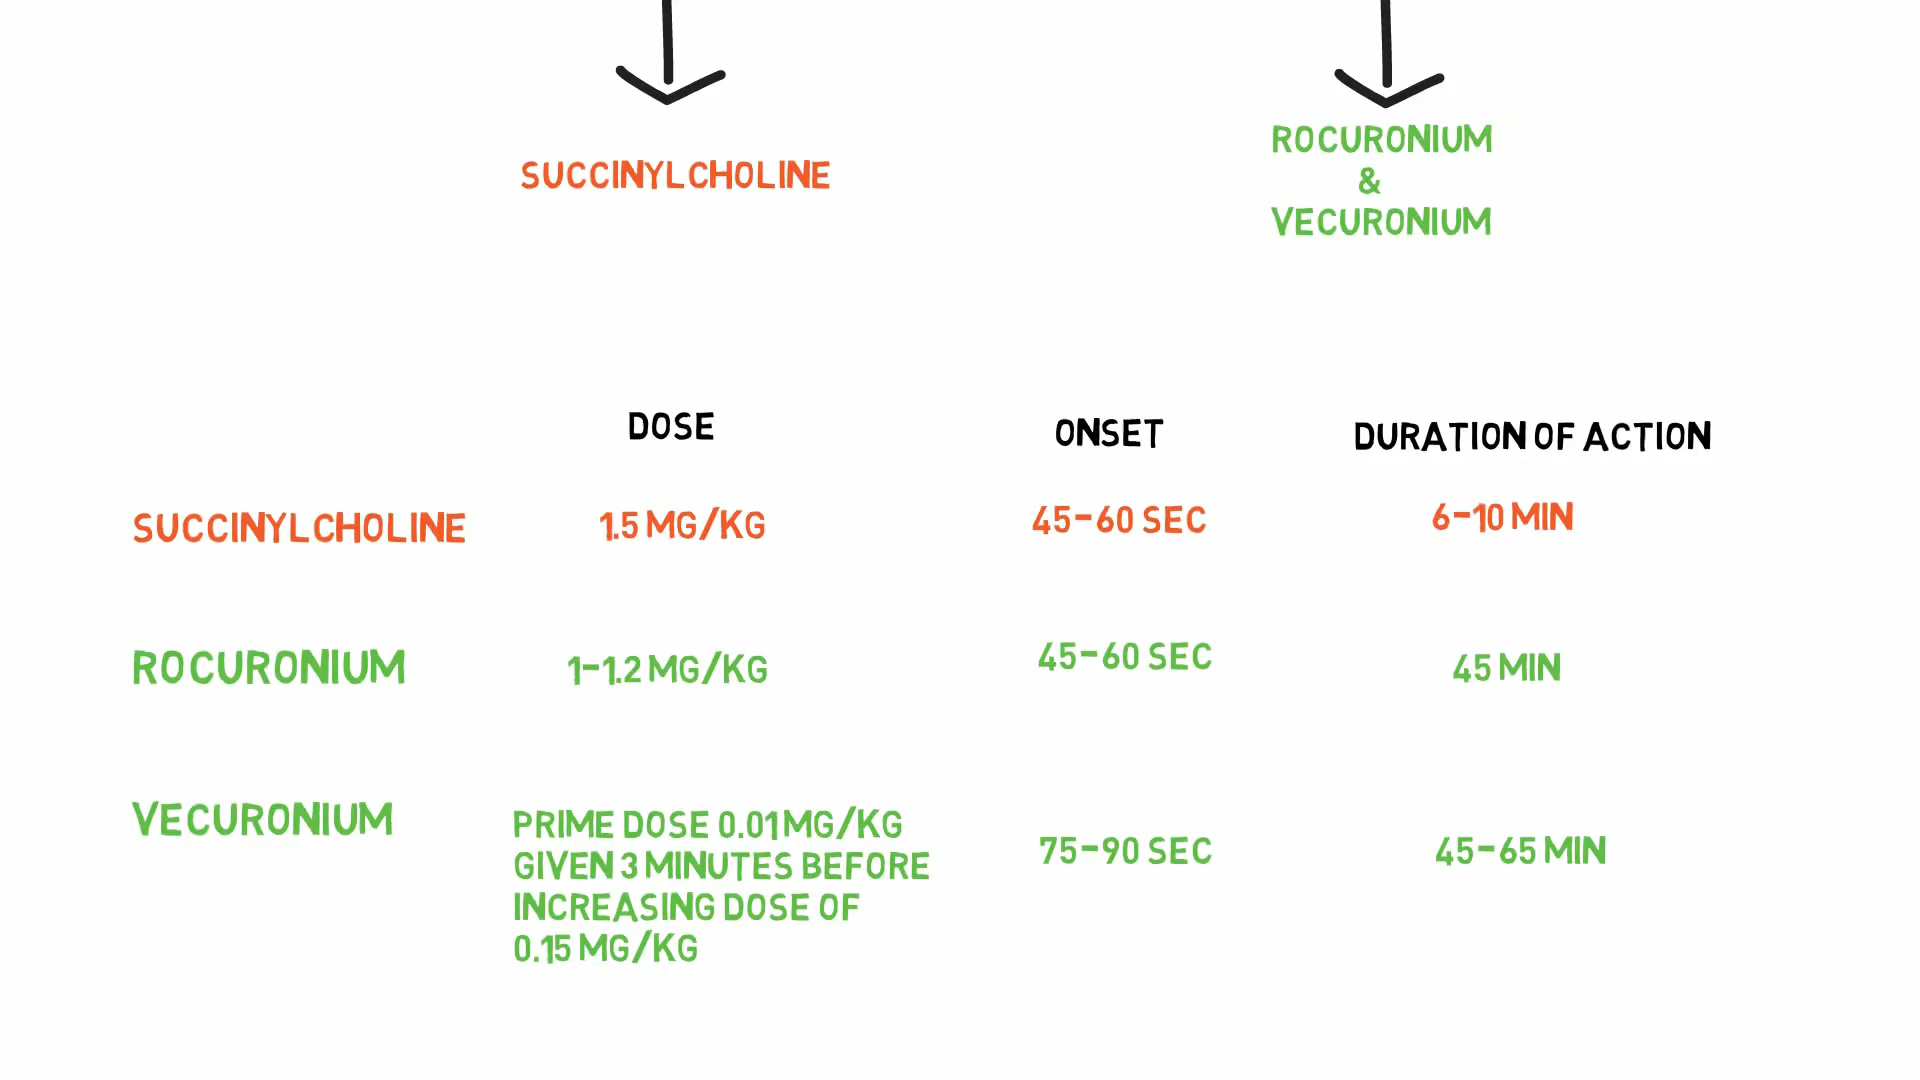 SUCCINYLCHOLINE
ROCURONIUM
&
VECURONIUM
DOSE ONSET DURATION OF ACTION
SUCCINYLCHOLINE 1.5 MG/KG 45-60 SEC 6-10 MIN
ROCURONIUM 1-1.2 MG/KG 45-60 SEC 45 MIN
VECURONIUM
PRIME DOSE 0.01 MG/KG
GIVEN 3 MINUTES BEFORE
INCREASING DOSE OF
0.15 MG/KG
75-90 SEC
45-65 MIN